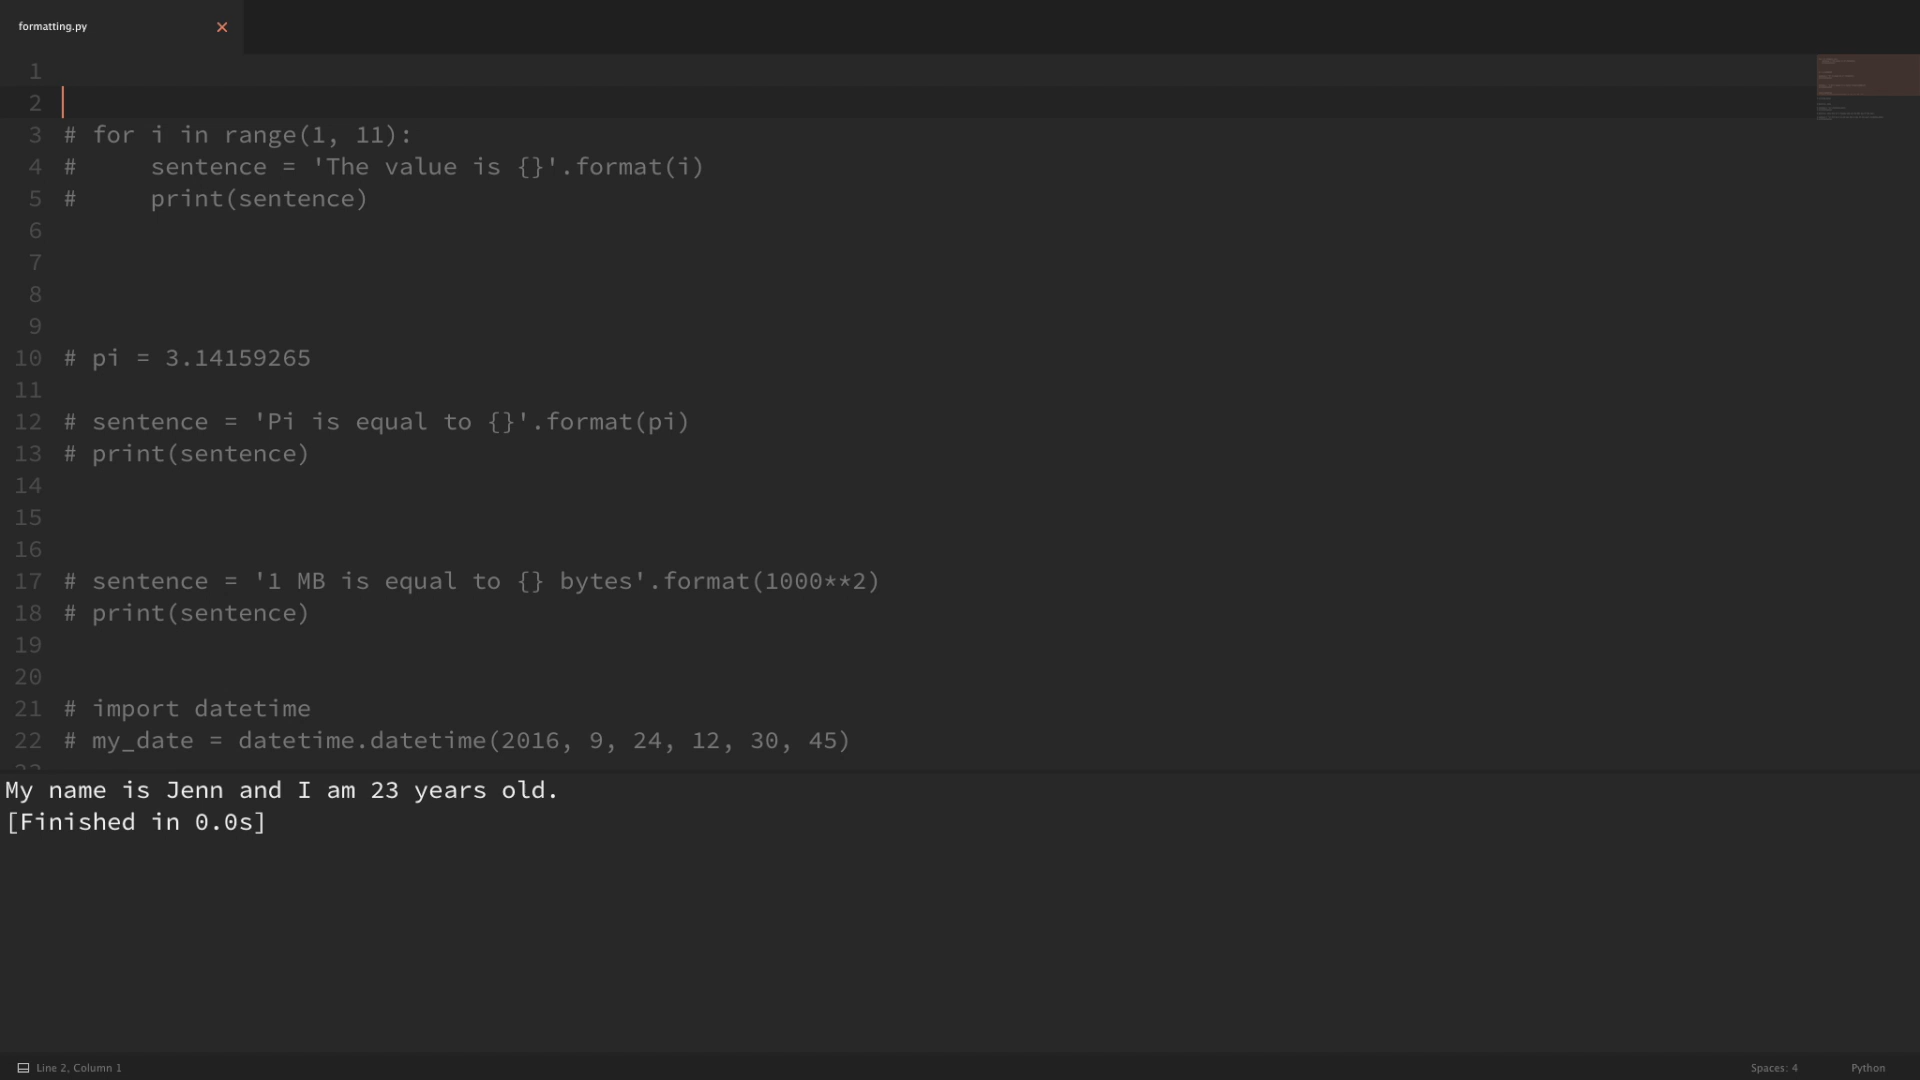 formatting.py
1
2
3 # for i in range(1, 11):
4 #     sentence = 'The value is {}'.format(i)
5 #     print(sentence)
6
7
8
9
10 # pi = 3.14159265
11
12 # sentence = 'Pi is equal to {}'.format(pi)
13 # print(sentence)
14
15
16
17 # sentence = '1 MB is equal to {} bytes'.format(1000**2)
18 # print(sentence)
19
20
21 # import datetime
22 # my_date = datetime.datetime(2016, 9, 24, 12, 30, 45)
My name is Jenn and I am 23 years old.
[Finished in 0.0s]
Line 2, Column 1
Spaces: 4
Python